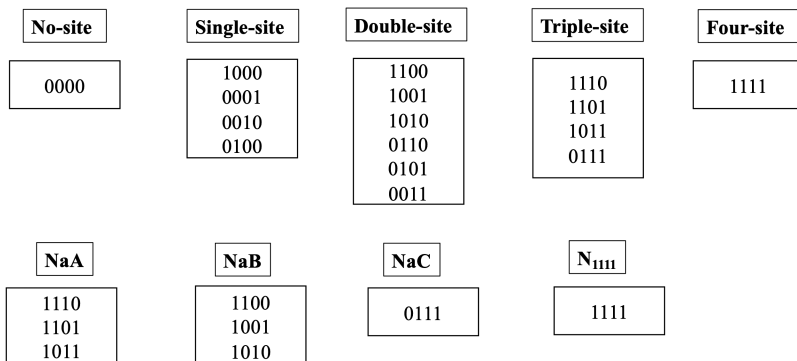 No-site
Single-site
Double-site
Triple-site
Four-site
0000
1000
0001
0010
0100
1100
1001
1010
0110
0101
0011
1110
1101
1011
0111
1111
NaA
NaB
NaC
N₁₁₁₁
1110
1101
1011
1100
1001
1010
0111
1111